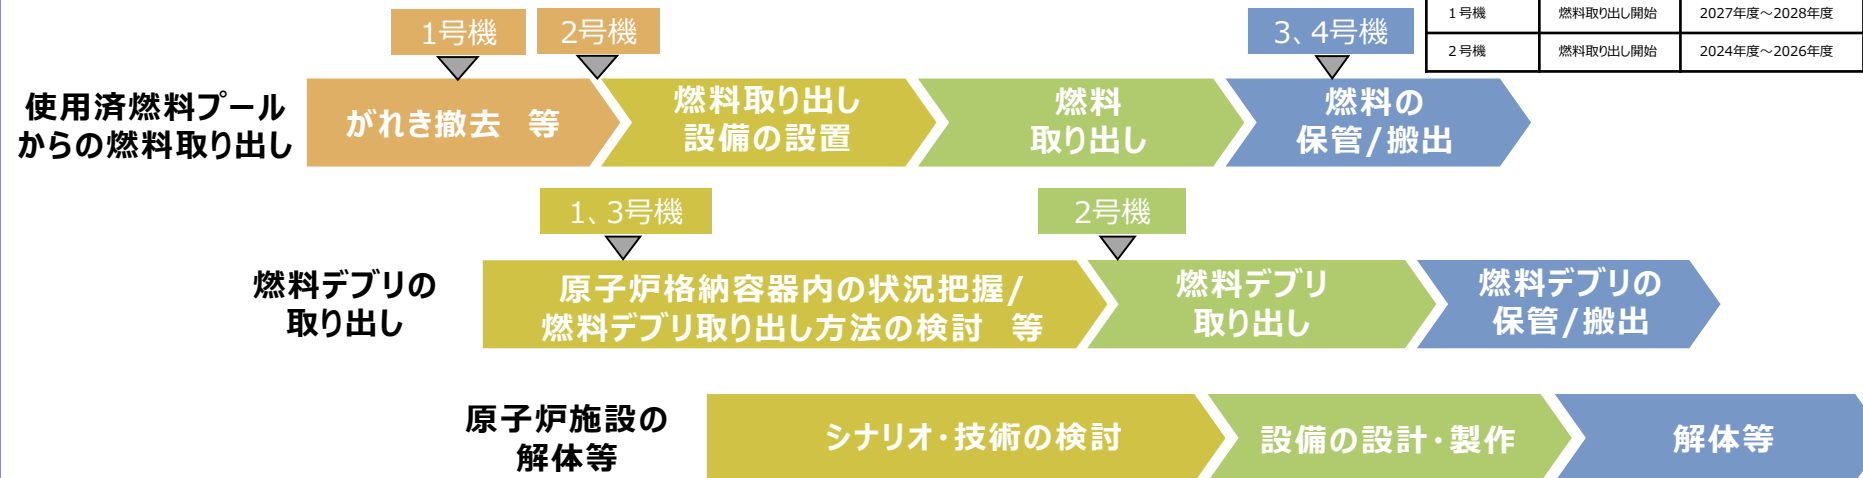 1号機 2号機 3、4号機
1号機 燃料取り出し開始 2027年度～2028年度
2号機 燃料取り出し開始 2024年度～2026年度
使用済燃料プール
からの燃料取り出し
がれき撤去 等
燃料取り出し
設備の設置
燃料
取り出し
燃料の
保管/搬出
1、3号機 2号機
燃料デブリの
取り出し
原子炉格納容器内の状況把握/
燃料デブリ取り出し方法の検討 等
燃料デブリ
取り出し
燃料デブリの
保管/搬出
原子炉施設の
解体等
シナリオ・技術の検討
設備の設計・製作
解体等